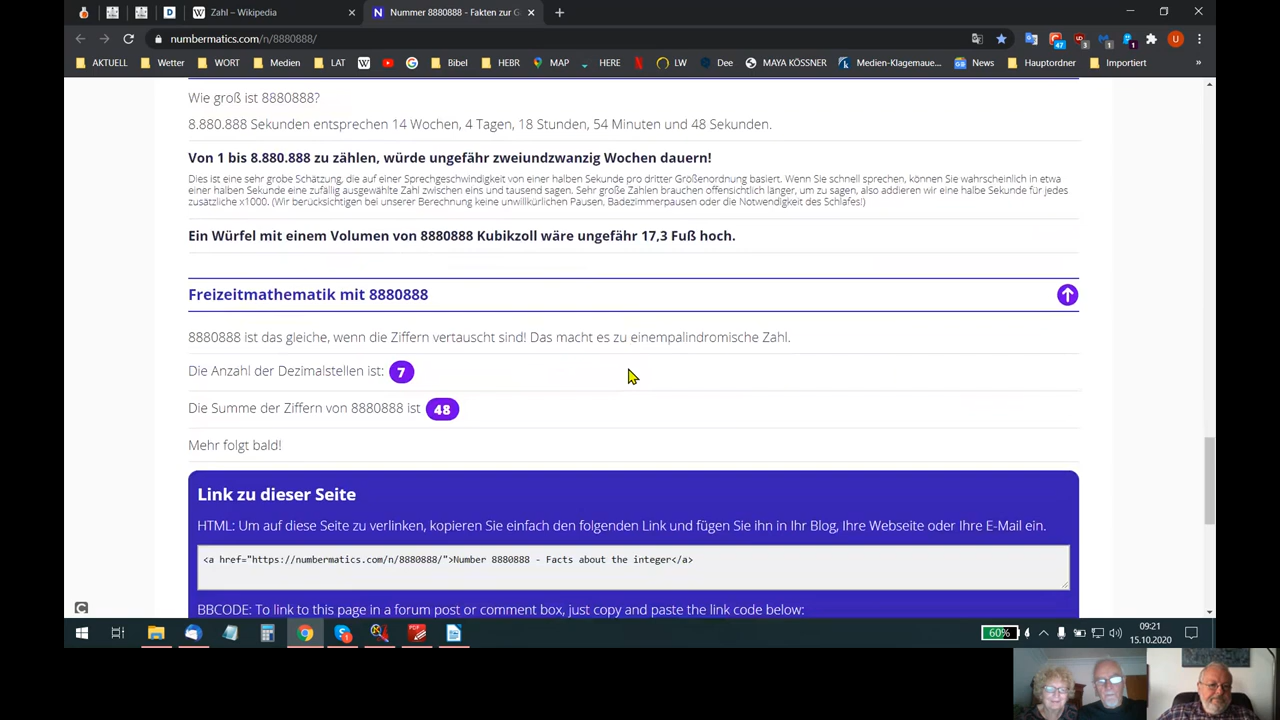 Zahl – Wikipedia
Nummer 8880888 - Fakten zur G
numbermatics.com/n/8880888/
47
3
1
1
U
AKTUELL Wetter WORT Medien LAT Bibel HEBR MAP HERE LW Dee MAYA KÖSSNER Medien-Klagemaue... News Hauptordner Importiert »
Wie groß ist 8880888?
8.880.888 Sekunden entsprechen 14 Wochen, 4 Tagen, 18 Stunden, 54 Minuten und 48 Sekunden.
Von 1 bis 8.880.888 zu zählen, würde ungefähr zweiundzwanzig Wochen dauern!
Dies ist eine sehr grobe Schätzung, die auf einer Sprechgeschwindigkeit von einer halben Sekunde pro dritter Größenordnung basiert. Wenn Sie schnell sprechen, können Sie wahrscheinlich in etwa
einer halben Sekunde eine zufällig ausgewählte Zahl zwischen eins und tausend sagen. Sehr große Zahlen brauchen offensichtlich länger, um zu sagen, also addieren wir eine halbe Sekunde für jedes
zusätzliche x1000. (Wir berücksichtigen bei unserer Berechnung keine unwillkürlichen Pausen, Badezimmerpausen oder die Notwendigkeit des Schlafes!)
Ein Würfel mit einem Volumen von 8880888 Kubikzoll wäre ungefähr 17,3 Fuß hoch.
Freizeitmathematik mit 8880888
8880888 ist das gleiche, wenn die Ziffern vertauscht sind! Das macht es zu einempalindromische Zahl.
Die Anzahl der Dezimalstellen ist: 7
Die Summe der Ziffern von 8880888 ist 48
Mehr folgt bald!
Link zu dieser Seite
HTML: Um auf diese Seite zu verlinken, kopieren Sie einfach den folgenden Link und fügen Sie ihn in Ihr Blog, Ihre Webseite oder Ihre E-Mail ein.
<a href="https://numbermatics.com/n/8880888/">Number 8880888 - Facts about the integer</a>
BBCODE: To link to this page in a forum post or comment box, just copy and paste the link code below:
60%
09:21
15.10.2020